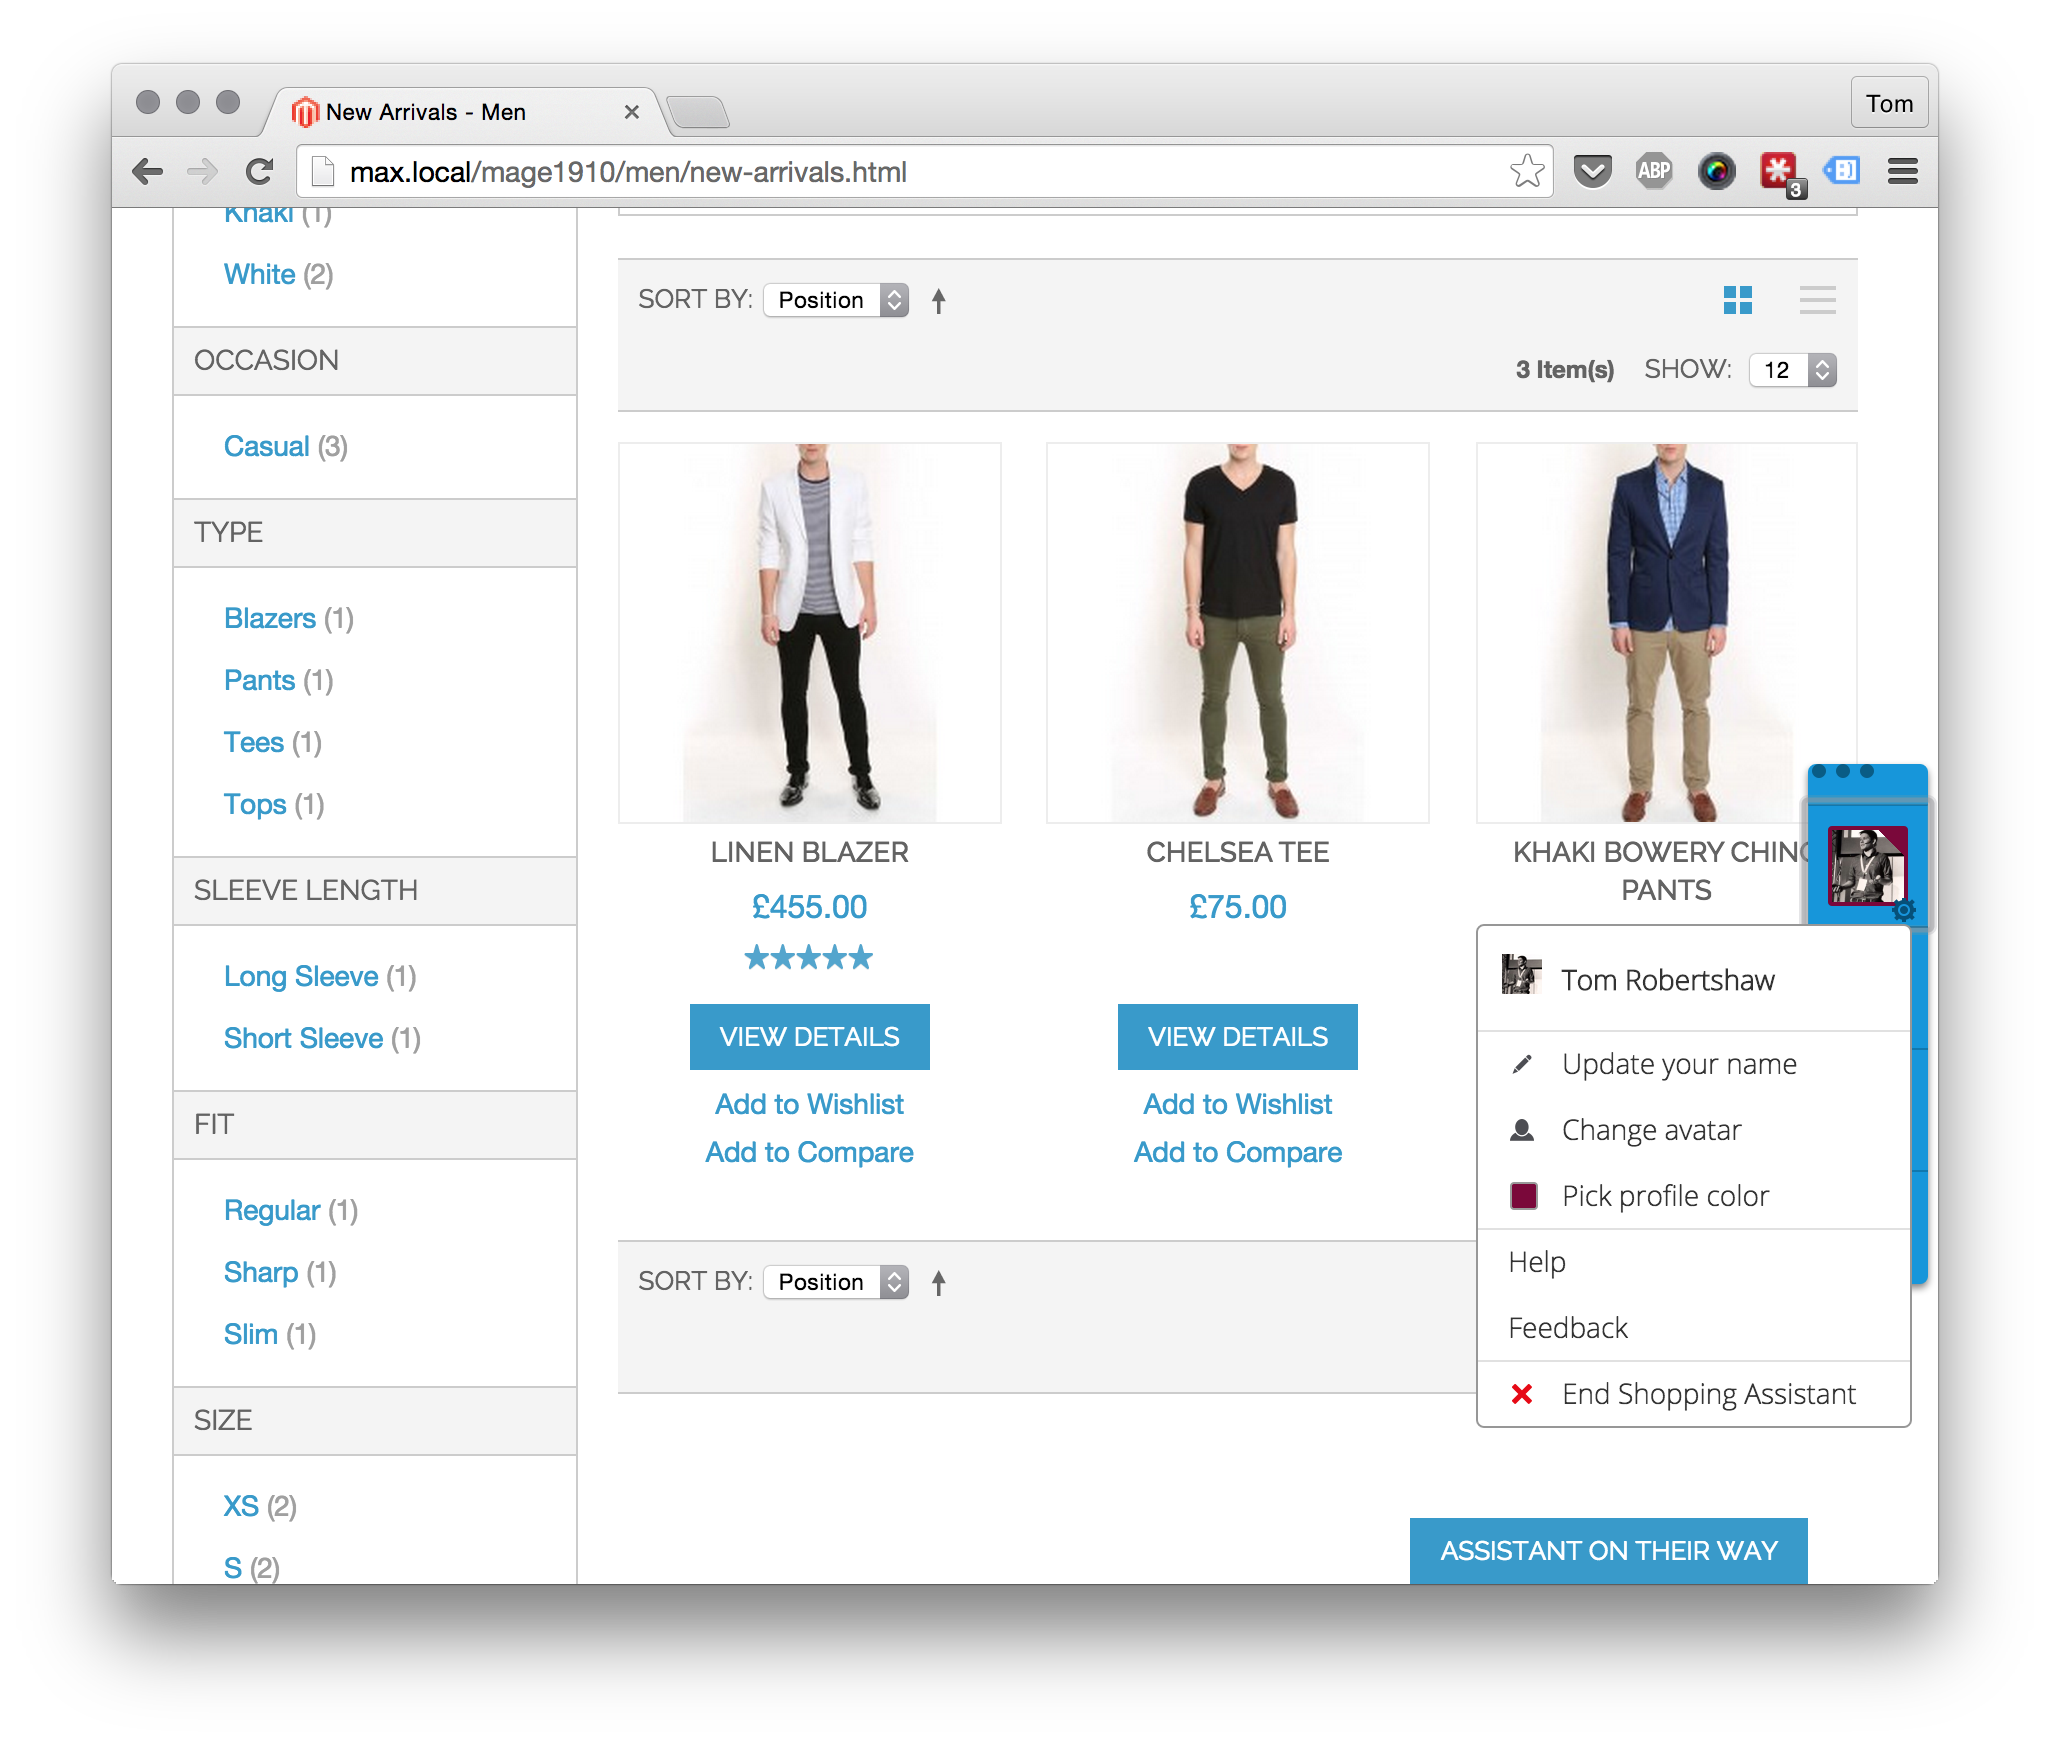 New Arrivals - Men
Tom
max.local/mage1910/men/new-arrivals.html
ABP
3
Khaki (1)
White (2)
OCCASION
Casual (3)
TYPE
Blazers (1)
Pants (1)
Tees (1)
Tops (1)
SLEEVE LENGTH
Long Sleeve (1)
Short Sleeve (1)
FIT
Regular (1)
Sharp (1)
Slim (1)
SIZE
XS (2)
S (2)
SORT BY: Position
3 Item(s) SHOW: 12
LINEN BLAZER
£455.00
VIEW DETAILS
Add to Wishlist
Add to Compare
CHELSEA TEE
£75.00
VIEW DETAILS
Add to Wishlist
Add to Compare
KHAKI BOWERY CHINO
PANTS
Tom Robertshaw
Update your name
Change avatar
Pick profile color
Help
Feedback
End Shopping Assistant
SORT BY: Position
ASSISTANT ON THEIR WAY